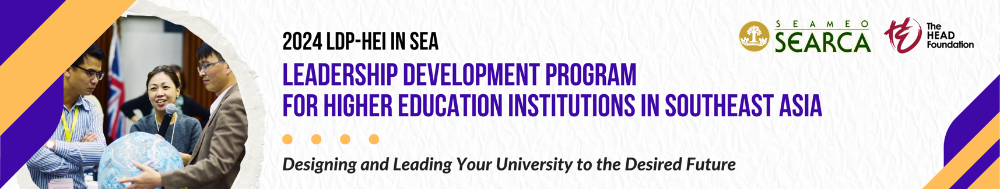 2024 LDP-HEI IN SEA
LEADERSHIP DEVELOPMENT PROGRAM
FOR HIGHER EDUCATION INSTITUTIONS IN SOUTHEAST ASIA
Designing and Leading Your University to the Desired Future
SEAMEO
SEARCA
The
HEAD
Foundation